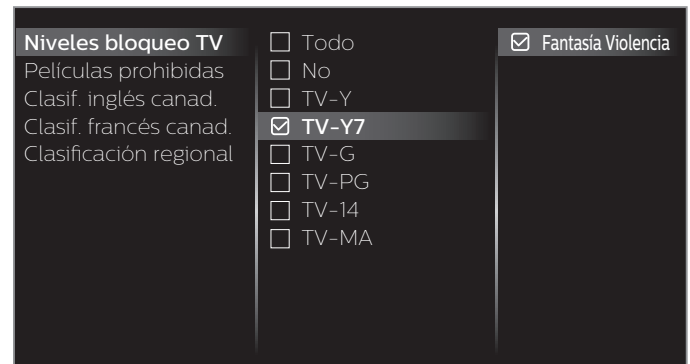 Niveles bloqueo TV
Películas prohibidas
Clasif. inglés canad.
Clasif. francés canad.
Clasificación regional
Todo
No
TV-Y
TV-Y7
TV-G
TV-PG
TV-14
TV-MA
Fantasía Violencia